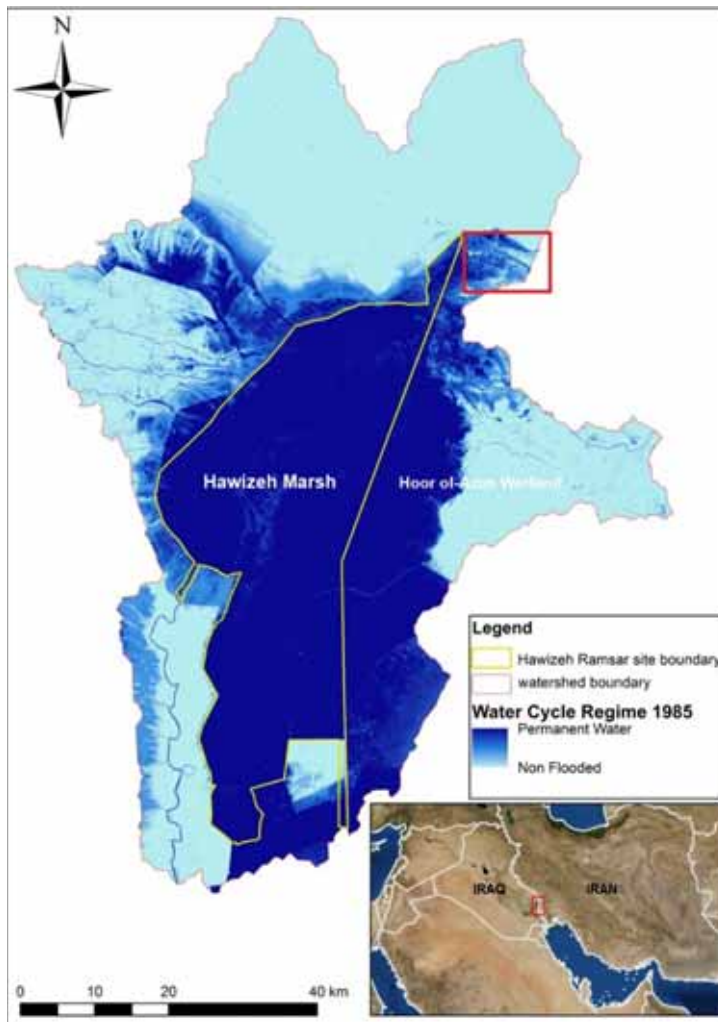 N
Hawizeh Marsh
Hoor ol-Azim Wetland
Legend
Hawizeh Ramsar site boundary
watershed boundary
Water Cycle Regime 1985
Permanent Water
Non Flooded
IRAQ
IRAN
0 10 20 40 km